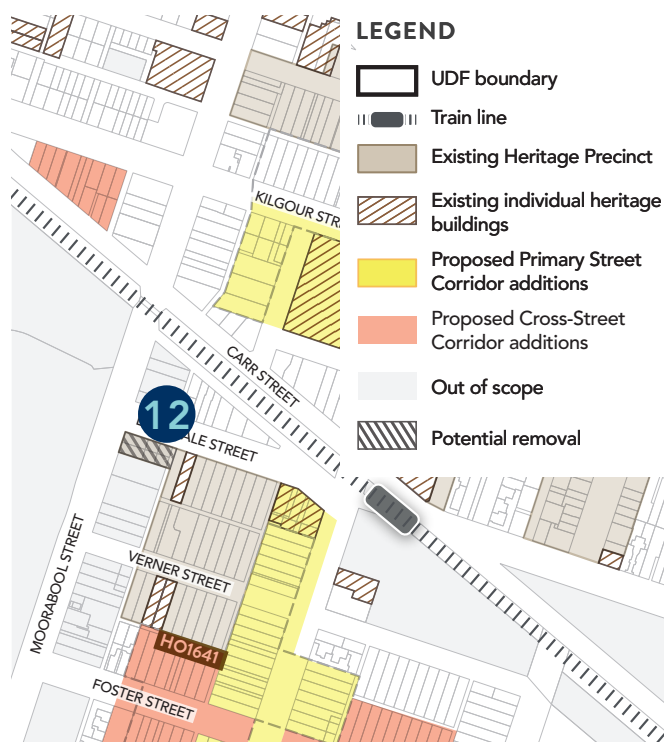 LEGEND
UDF boundary
Train line
Existing Heritage Precinct
Existing individual heritage
buildings
Proposed Primary Street
Corridor additions
Proposed Cross-Street
Corridor additions
Out of scope
Potential removal
KILGOUR STR
CARR STREET
12
ALE STREET
MOORABOOL STREET
VERNER STREET
HO1641
FOSTER STREET